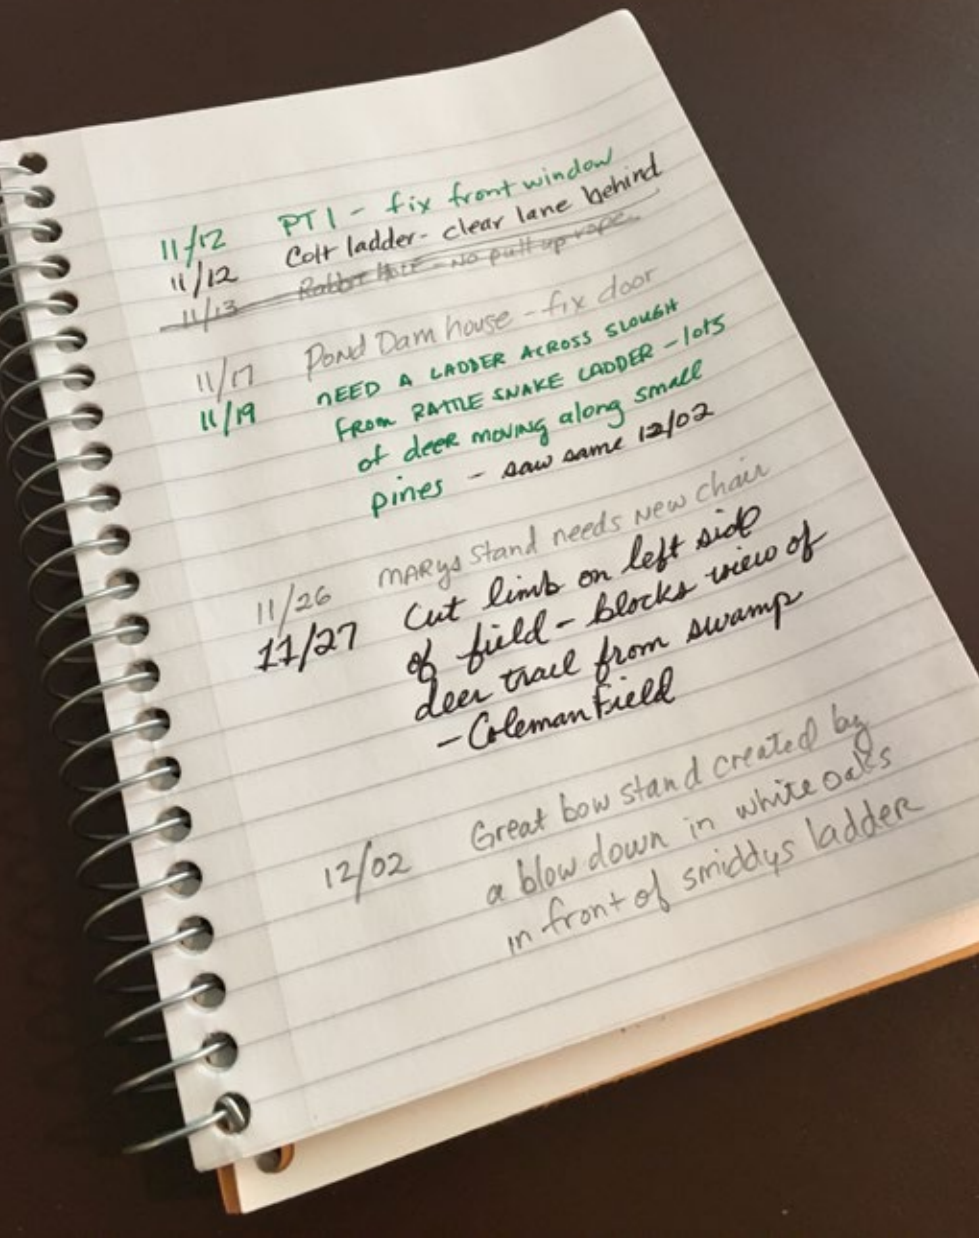 11/12 PT1 - fix front window
11/12 Colt ladder - clear lane behind
11/13 Rabbit Hole - No pull up rope
11/17 Pond Dam house - fix door
11/19 NEED A LADDER ACROSS SLOUGH
FROM RATTLE SNAKE LADDER - lots
of deer moving along small
pines - saw same 12/02
11/26 MARYs Stand needs New chair
11/27 Cut limb on left side
of field - blocks view of
deer trail from swamp
- Coleman Field
12/02 Great bow stand created by
a blow down in white oaks
in front of smiddys ladder